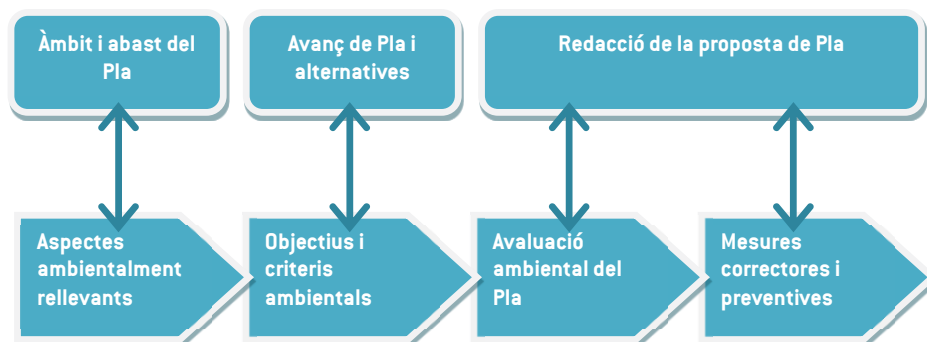 Àmbit i abast del
Pla
Avanç de Pla i
alternatives
Redacció de la proposta de Pla
Aspectes
ambientalment
rellevants
Objectius i
criteris
ambientals
Avaluació
ambiental del
Pla
Mesures
correctores i
preventives